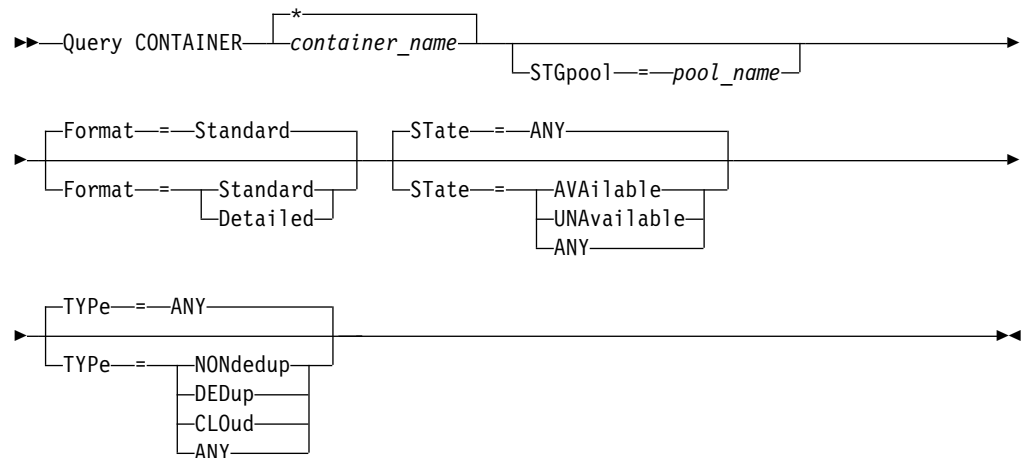 *
Query CONTAINER container_name
STGpool = pool_name
Format = Standard STate = ANY
Format = Standard STate = AVAilable
Detailed UNAvailable
ANY
TYPe = ANY
TYPe = NONdedup
DEDup
CLOud
ANY